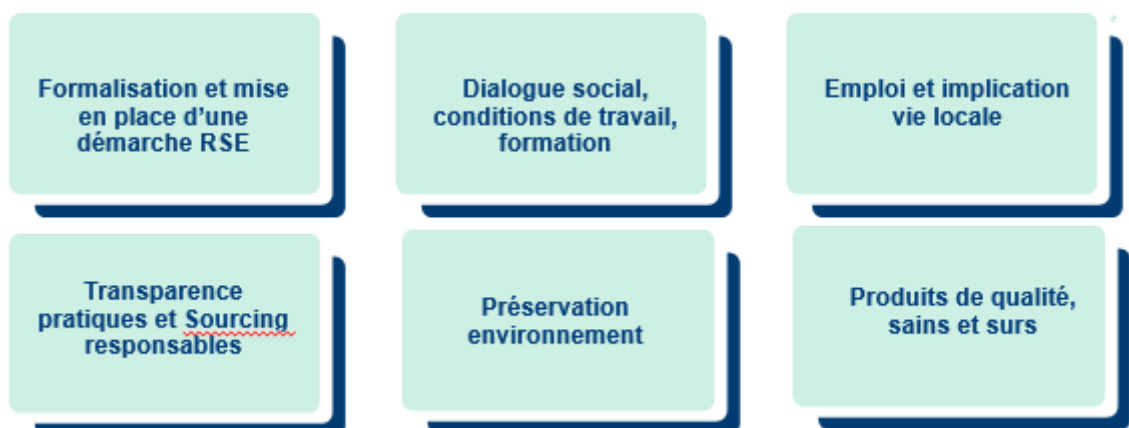 Formalisation et mise
en place d’une
démarche RSE
Dialogue social,
conditions de travail,
formation
Emploi et implication
vie locale
Transparence
pratiques et Sourcing
responsables
Préservation
environnement
Produits de qualité,
sains et surs